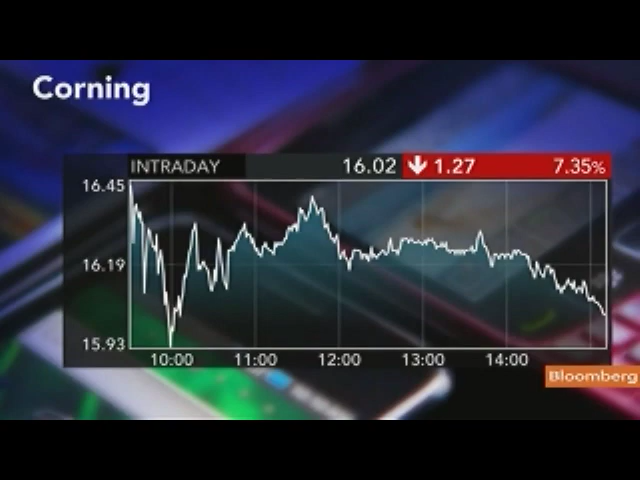 Corning
INTRADAY 16.02 1.27 7.35%
16.45
16.19
15.93
10:00 11:00 12:00 13:00 14:00
Bloomberg